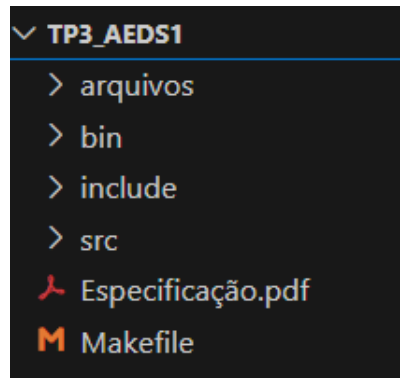 TP3_AEDS1
arquivos
bin
include
src
Especificação.pdf
Makefile